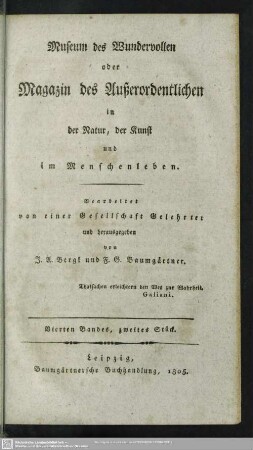 Museum des Wundervollen
oder
Magazin des Außerordentlichen
in
der Natur, der Kunst
und
im Menschenleben.
Bearbeitet
von einer Gesellschaft Gelehrter
und herausgegeben
von
J. A. Bergk und F. G. Baumgärtner.
Thatsachen erleichtern den Weg zur Wahrheit.
Galiani.
Vierten Bandes, zweites Stück.
Leipzig,
Baumgärtnersche Buchhandlung, 1805.